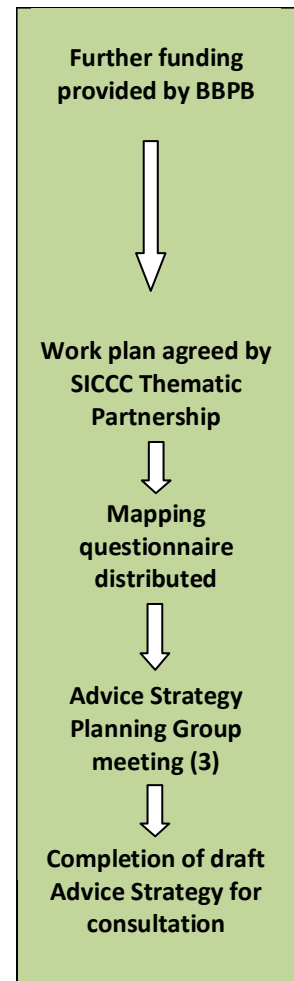 Further funding
provided by BBPB
Work plan agreed by
SICCC Thematic
Partnership
Mapping
questionnaire
distributed
Advice Strategy
Planning Group
meeting (3)
Completion of draft
Advice Strategy for
consultation